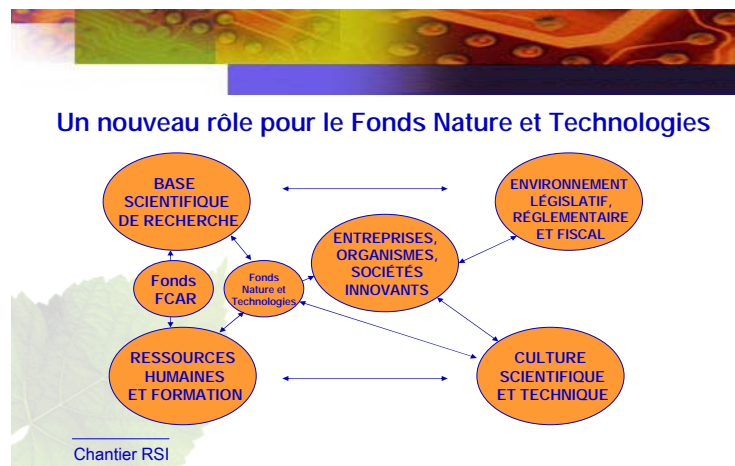 Un nouveau rôle pour le Fonds Nature et Technologies
BASE
SCIENTIFIQUE
DE RECHERCHE
ENVIRONNEMENT
LÉGISLATIF,
RÉGLEMENTAIRE
ET FISCAL
ENTREPRISES,
ORGANISMES,
SOCIÉTÉS
INNOVANTS
Fonds
FCAR
Fonds
Nature et
Technologies
RESSOURCES
HUMAINES
ET FORMATION
CULTURE
SCIENTIFIQUE
ET TECHNIQUE
Chantier RSI